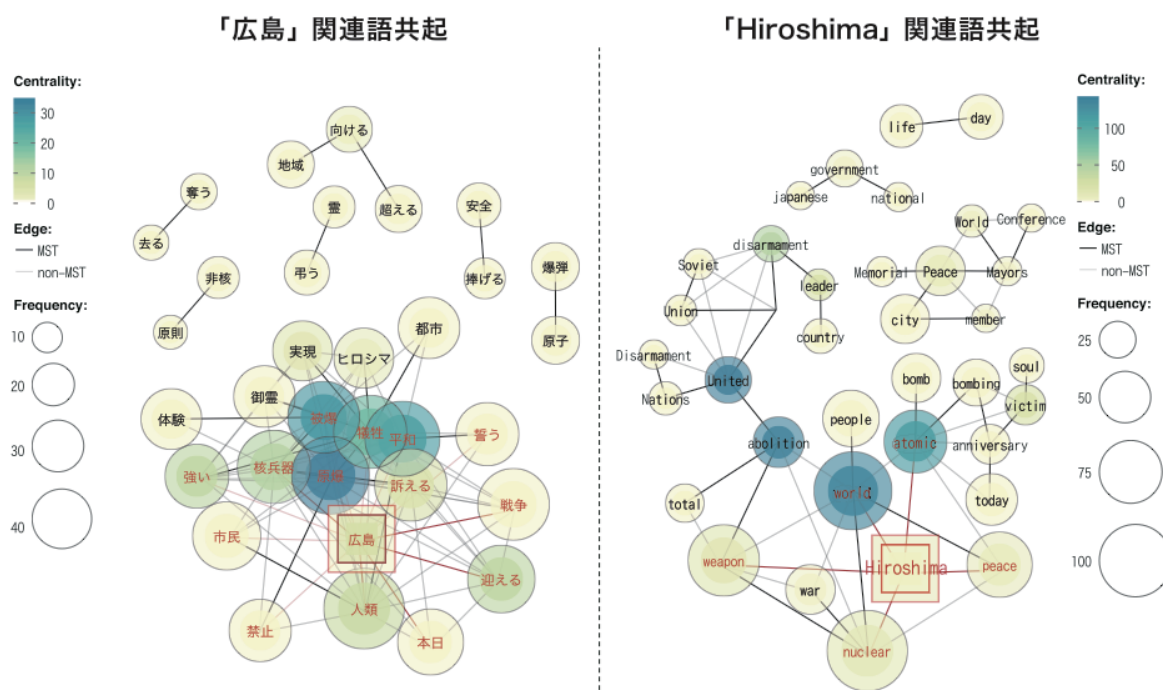 「広島」関連語共起
「Hiroshima」関連語共起
Centrality:
30
20
10
0
Edge:
MST
non-MST
Frequency:
10
20
30
40
向ける
地域
奪う
霊
超える
安全
去る
非核
弔う
捧げる
爆弾
原則
都市
原子
実現
ヒロシマ
御霊
体験
被爆
犠牲
平和
誓う
強い
核兵器
原爆
訴える
戦争
市民
広島
迎える
人類
禁止
本日
Centrality:
100
50
0
Edge:
MST
non-MST
Frequency:
25
50
75
100
life
day
government
japanese
national
World
Conference
disarmament
Soviet
leader
Memorial
Peace
Mayors
Union
country
city
member
Disarmament
Nations
United
bomb
bombing
soul
victim
people
abolition
atomic
anniversary
total
world
today
weapon
war
Hiroshima
peace
nuclear